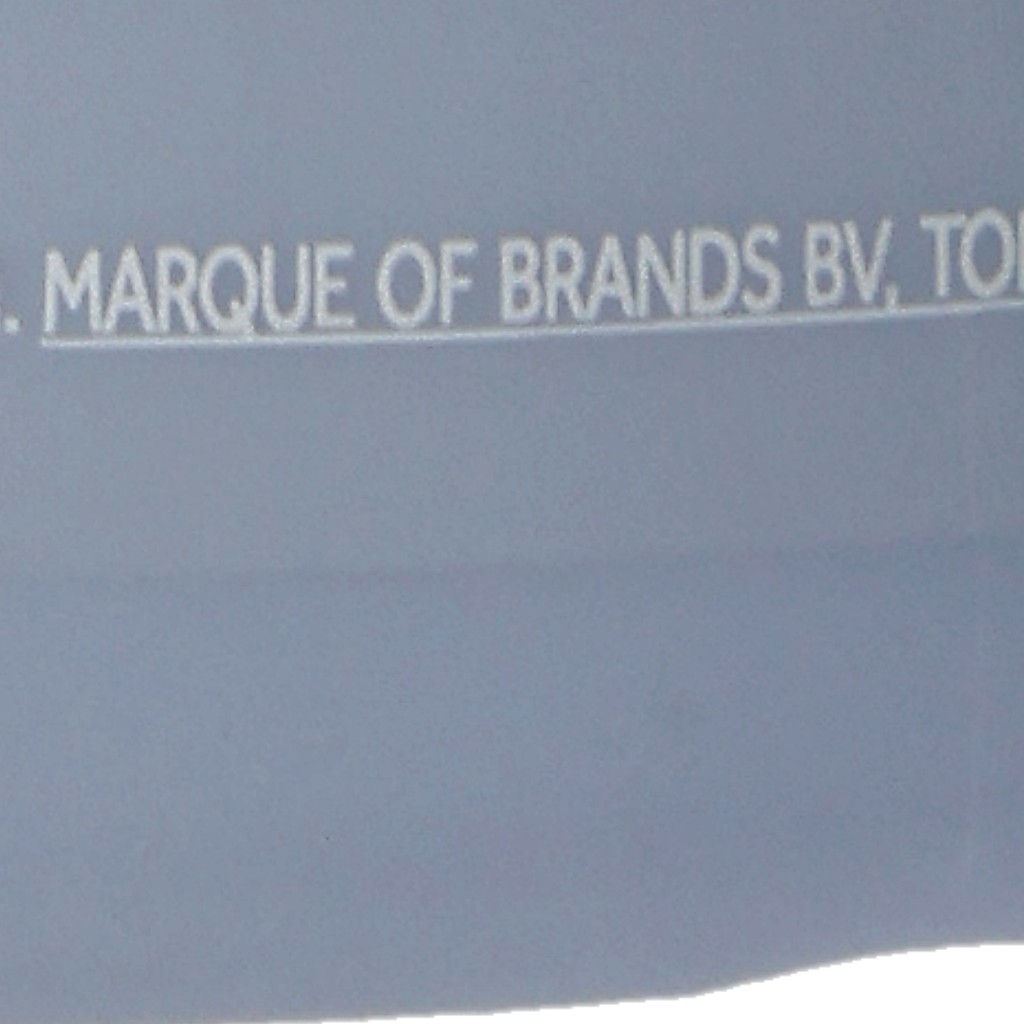 . MARQUE OF BRANDS BV,